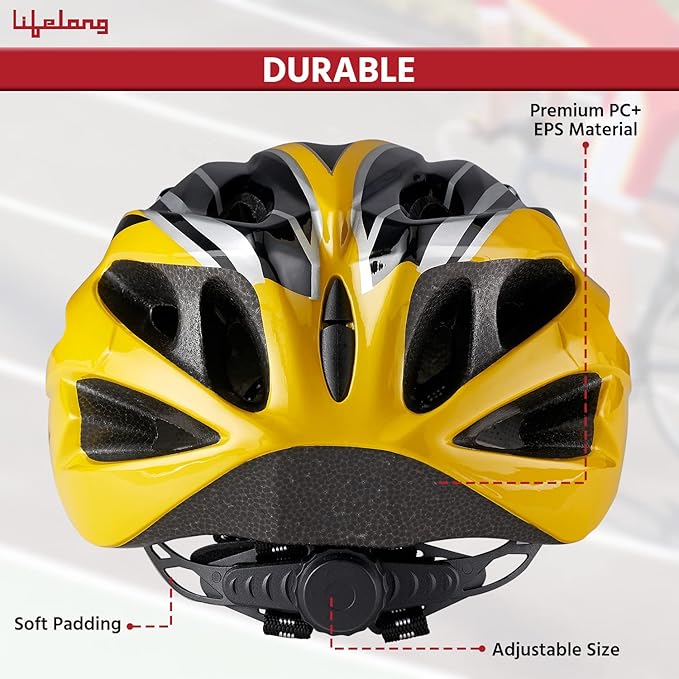 Lifelong
DURABLE
Premium PC+
EPS Material
Soft Padding
Adjustable Size